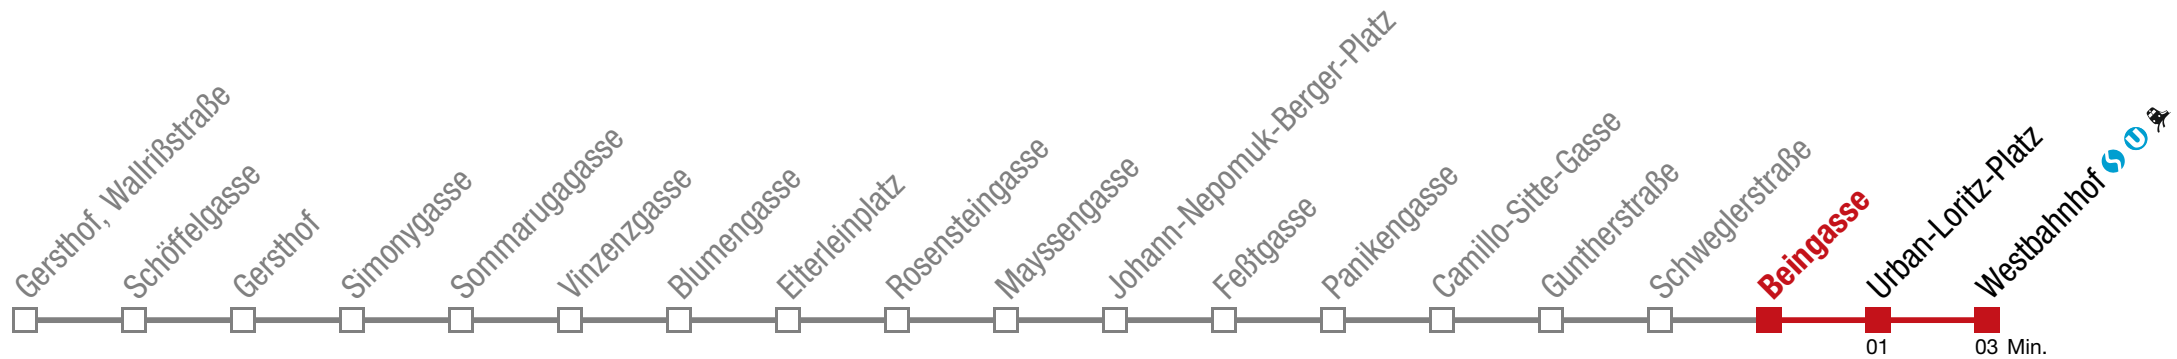 Gersthof, Wallrißstraße
Schöffelgasse
Gersthof
Simonygasse
Sommarugagasse
Vinzenzgasse
Blumengasse
Elterleinplatz
Rosensteingasse
Mayssengasse
Johann-Nepomuk-Berger-Platz
Feßtgasse
Panikengasse
Camillo-Sitte-Gasse
Guntherstraße
Schweglerstraße
Beingasse
Urban-Loritz-Platz
Westbahnhof S U
01 03 Min.